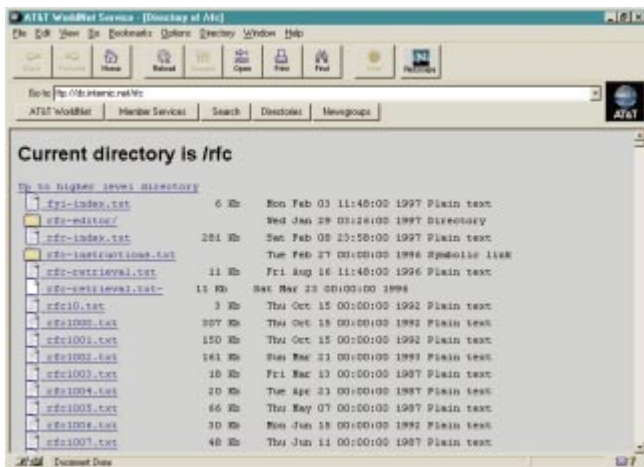 AT&T WorldNet Service - [Directory of /rfc]
File Edit View Go Bookmarks Options Directory Window Help
Home Reload Open Print Find Netscape
Go to: ftp://ds.internic.net/rfc
AT&T WorldNet Member Services Search Directories Newsgroups
AT&T
Current directory is /rfc
Up to higher level directory
fyi-index.txt 6 Kb Mon Feb 03 11:48:00 1997 Plain text
rfc-editor/ Wed Jan 29 1997 Directory
rfc-index.txt 281 Kb Sat Feb 08 23:58:00 1997 Plain text
rfc-instructions.txt Tue Feb 27 00:00:00 1996 Symbolic link
rfc-retrieval.txt 11 Kb Fri Aug 16 11:48:00 1996 Plain text
rfc-retrieval.txt- 11 Kb Sat Mar 23 00:00:00 1996
rfc10.txt 3 Kb Thu Oct 15 00:00:00 1992 Plain text
rfc1000.txt 307 Kb Thu Oct 15 00:00:00 1992 Plain text
rfc1001.txt 150 Kb Thu Oct 15 00:00:00 1992 Plain text
rfc1002.txt 161 Kb Sun Mar 21 00:00:00 1993 Plain text
rfc1003.txt 18 Kb Fri Mar 13 00:00:00 1987 Plain text
rfc1004.txt 20 Kb Tue Apr 21 00:00:00 1987 Plain text
rfc1005.txt 66 Kb Thu May 07 00:00:00 1987 Plain text
rfc1006.txt 30 Kb Mon Jun 15 00:00:00 1992 Plain text
rfc1007.txt 48 Kb Thu Jun 11 00:00:00 1987 Plain text
Document Done